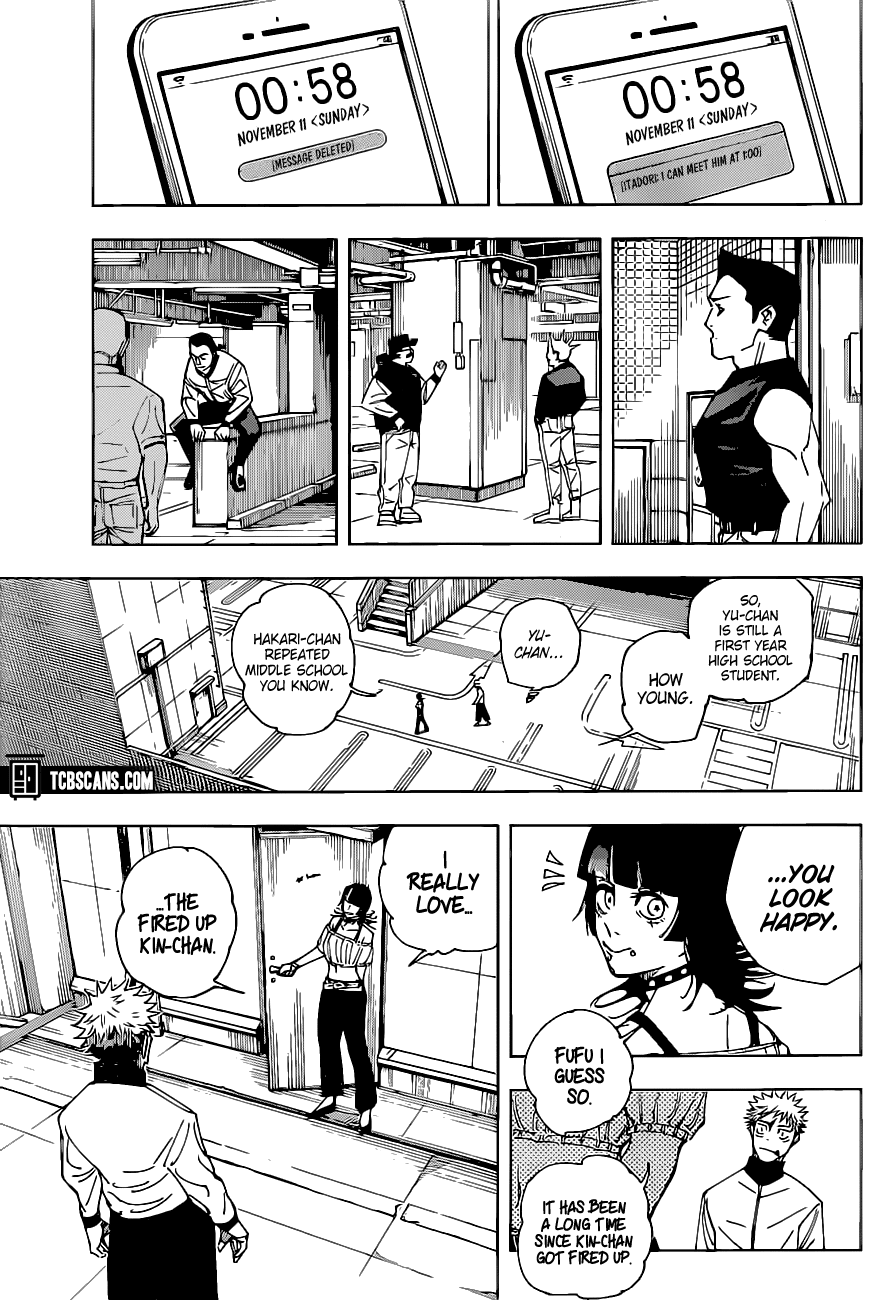 00:58
NOVEMBER 11 <SUNDAY>
[ITADORI: I CAN MEET HIM AT 1:00]
00:58
NOVEMBER 11 <SUNDAY>
[MESSAGE DELETED]
SO,
YU-CHAN
IS STILL A
FIRST YEAR
HIGH SCHOOL
STUDENT.
HOW
YOUNG.
YU-
CHAN...
HAKARI-CHAN
REPEATED
MIDDLE SCHOOL
YOU KNOW.
TCBSCANS.COM
...YOU
LOOK
HAPPY.
FUFU I
GUESS
SO.
IT HAS BEEN
A LONG TIME
SINCE KIN-CHAN
GOT FIRED UP.
I
REALLY
LOVE...
...THE
FIRED UP
KIN-CHAN.